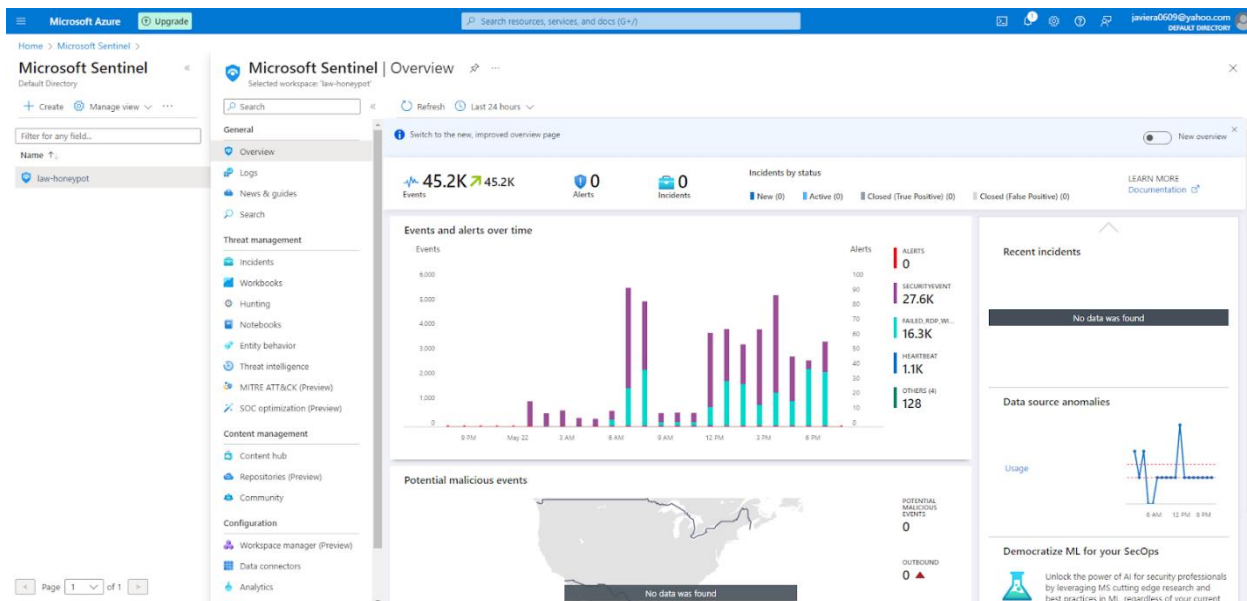 Microsoft Azure
Upgrade
Search resources, services, and docs (G+/)
1
javiera0609@yahoo.com
DEFAULT DIRECTORY
Home > Microsoft Sentinel >
Microsoft Sentinel
Default Directory
+ Create
Manage view
Filter for any field...
Name ↑↓
law-honeypot
Microsoft Sentinel | Overview
Selected workspace: 'law-honeypot'
Search
General
Overview
Logs
News & guides
Search
Threat management
Incidents
Workbooks
Hunting
Notebooks
Entity behavior
Threat intelligence
MITRE ATT&CK (Preview)
SOC optimization (Preview)
Content management
Content hub
Repositories (Preview)
Community
Configuration
Workspace manager (Preview)
Data connectors
Analytics
Page 1 of 1
Refresh
Last 24 hours
Switch to the new, improved overview page
New overview
45.2K 45.2K
Events
0
Alerts
0
Incidents
Incidents by status
New (0) Active (0) Closed (True Positive) (0) Closed (False Positive) (0)
LEARN MORE
Documentation
Events and alerts over time
Events
Alerts
6,000
5,000
4,000
3,000
2,000
1,000
0
100
90
80
70
60
50
40
30
20
10
0
9 PM May 22 3 AM 6 AM 9 AM 12 PM 3 PM 6 PM
ALERTS
0
SECURITYEVENT
27.6K
FAILED_RDP_WI...
16.3K
HEARTBEAT
1.1K
OTHERS (4)
128
Potential malicious events
POTENTIAL
MALICIOUS
EVENTS
0
OUTBOUND
0
No data was found
Recent incidents
No data was found
Data source anomalies
Usage
6 AM 12 PM 6 PM
Democratize ML for your SecOps
Unlock the power of AI for security professionals
by leveraging MS cutting edge research and
best practices in ML, regardless of your current